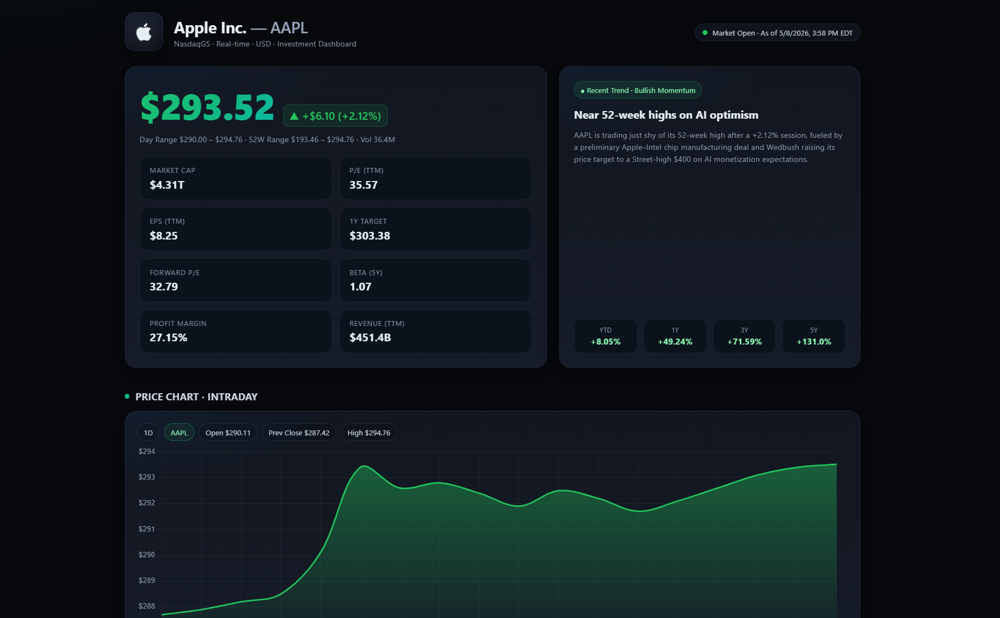 Apple Inc. — AAPL
NasdaqGS · Real-time · USD · Investment Dashboard
Market Open · As of 5/8/2026, 3:58 PM EDT
$293.52
▲ +$6.10 (+2.12%)
Day Range $290.00 – $294.76 · 52W Range $193.46 – $294.76 · Vol 36.4M
MARKET CAP
$4.31T
P/E (TTM)
35.57
EPS (TTM)
$8.25
1Y TARGET
$303.38
FORWARD P/E
32.79
BETA (5Y)
1.07
PROFIT MARGIN
27.15%
REVENUE (TTM)
$451.4B
● Recent Trend · Bullish Momentum
Near 52-week highs on AI optimism
AAPL is trading just shy of its 52-week high after a +2.12% session, fueled by
a preliminary Apple–Intel chip manufacturing deal and Wedbush raising its
price target to a Street-high $400 on AI monetization expectations.
YTD
+8.05%
1Y
+49.24%
3Y
+71.59%
5Y
+131.0%
PRICE CHART · INTRADAY
1D
AAPL
Open $290.11
Prev Close $287.42
High $294.76
$294
$293
$292
$291
$290
$289
$288